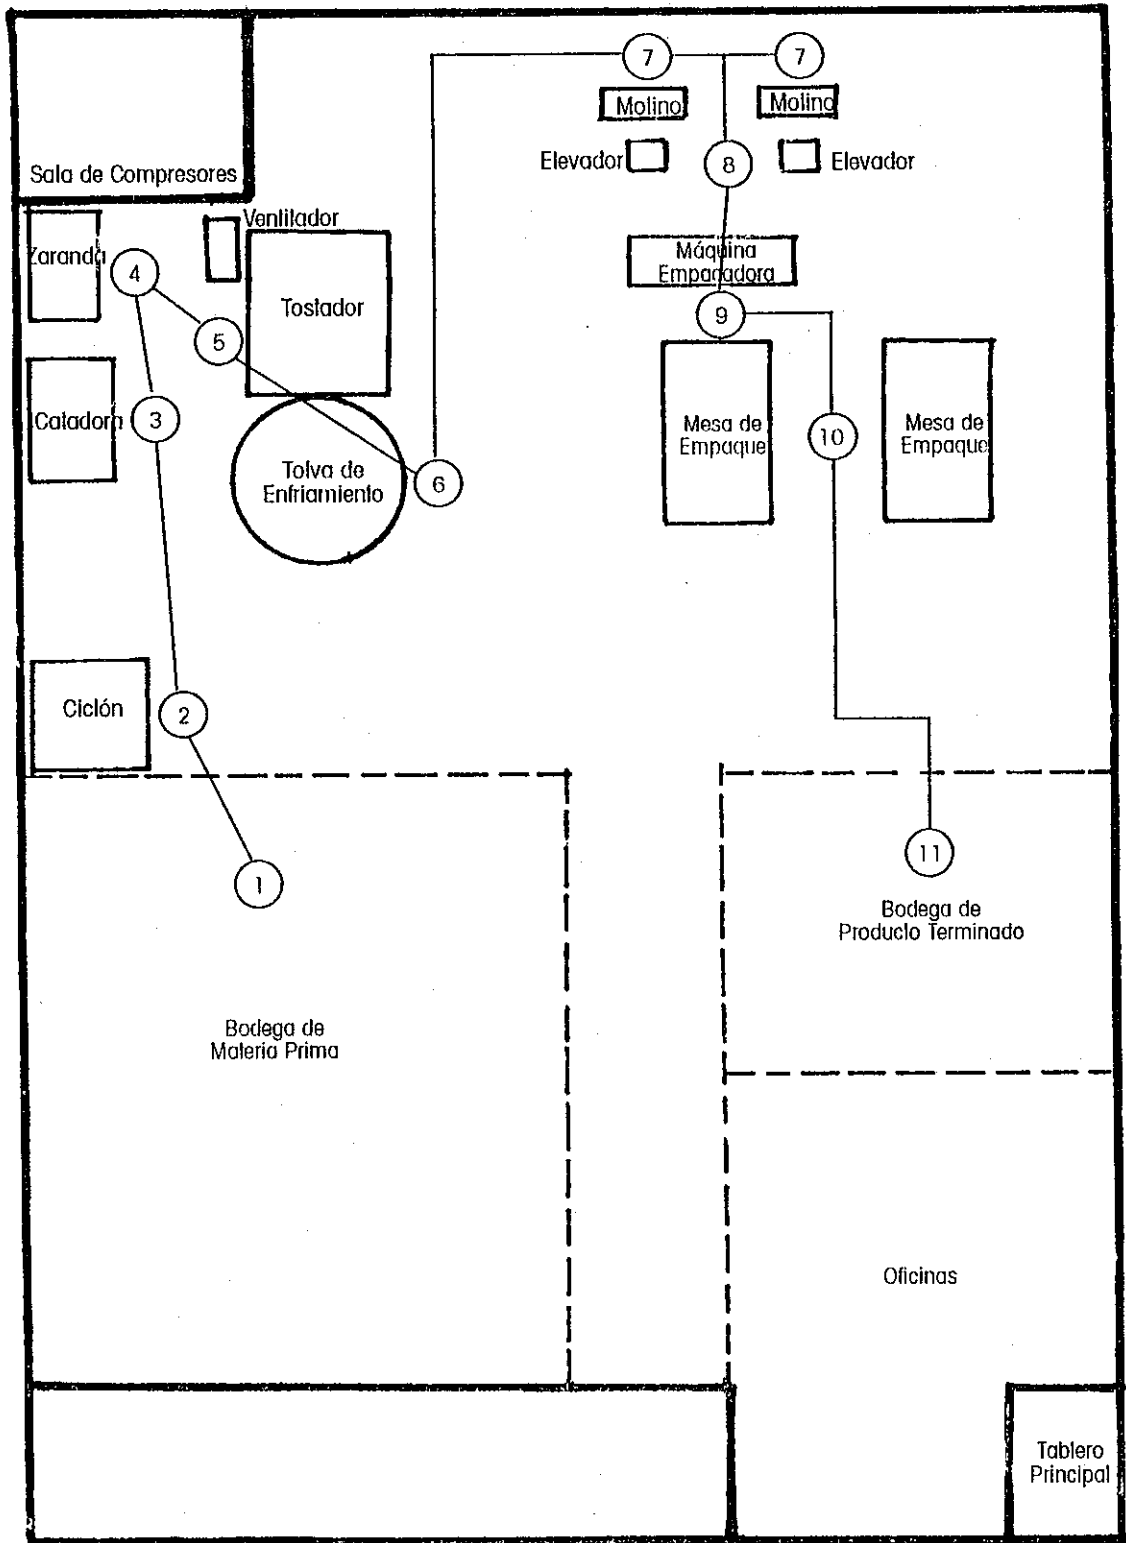 7
7
Molino
Molino
Elevador
8
Elevador
Sala de Compresores
Ventilador
Zaranda
4
Máquina
Empacadora
Tostador
5
9
Catadora
3
Mesa de
Empaque
10
Mesa de
Empaque
Tolva de
Enfriamiento
6
Ciclón
2
1
11
Bodega de
Producto Terminado
Bodega de
Materia Prima
Oficinas
Tablero
Principal